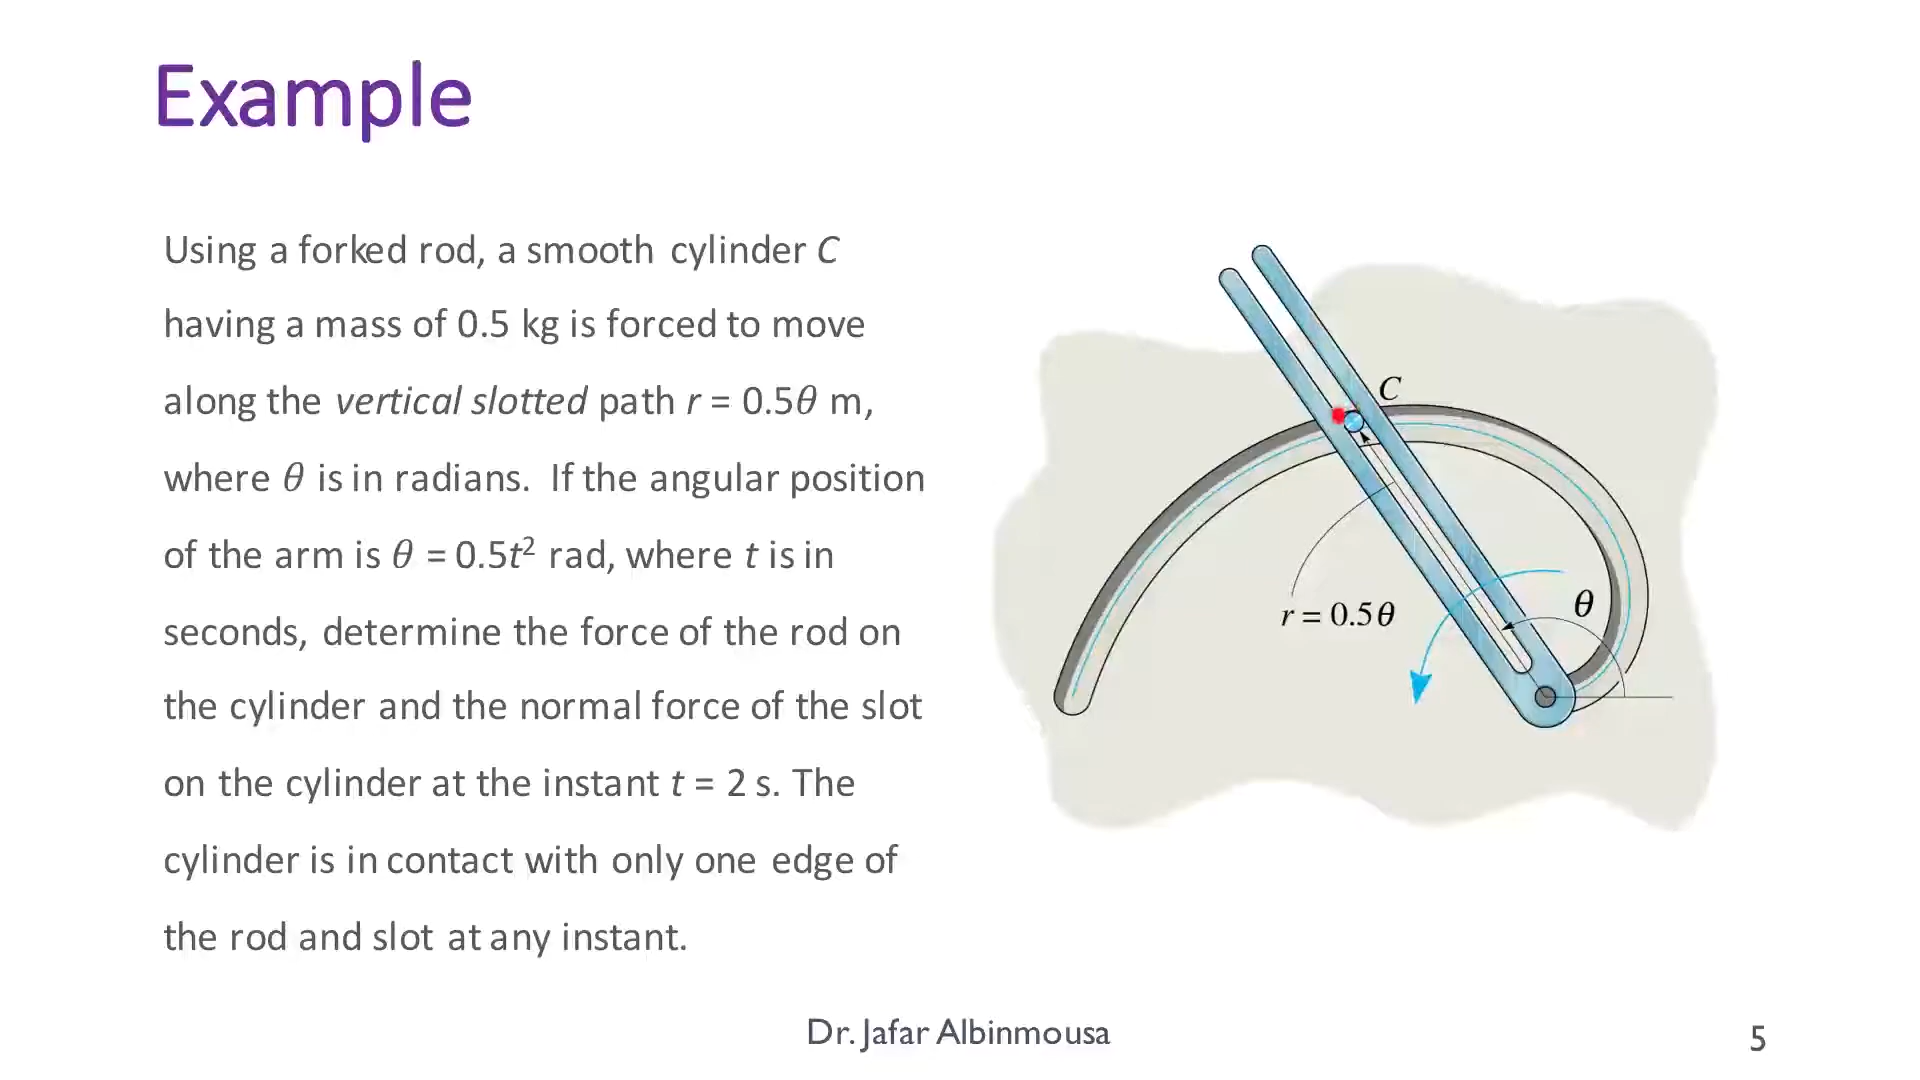 Example
Using a forked rod, a smooth cylinder C
having a mass of 0.5 kg is forced to move
along the vertical slotted path r = 0.5θ m,
where θ is in radians. If the angular position
of the arm is θ = 0.5t² rad, where t is in
seconds, determine the force of the rod on
the cylinder and the normal force of the slot
on the cylinder at the instant t = 2 s. The
cylinder is in contact with only one edge of
the rod and slot at any instant.
C
θ
r = 0.5θ
Dr. Jafar Albinmousa
5